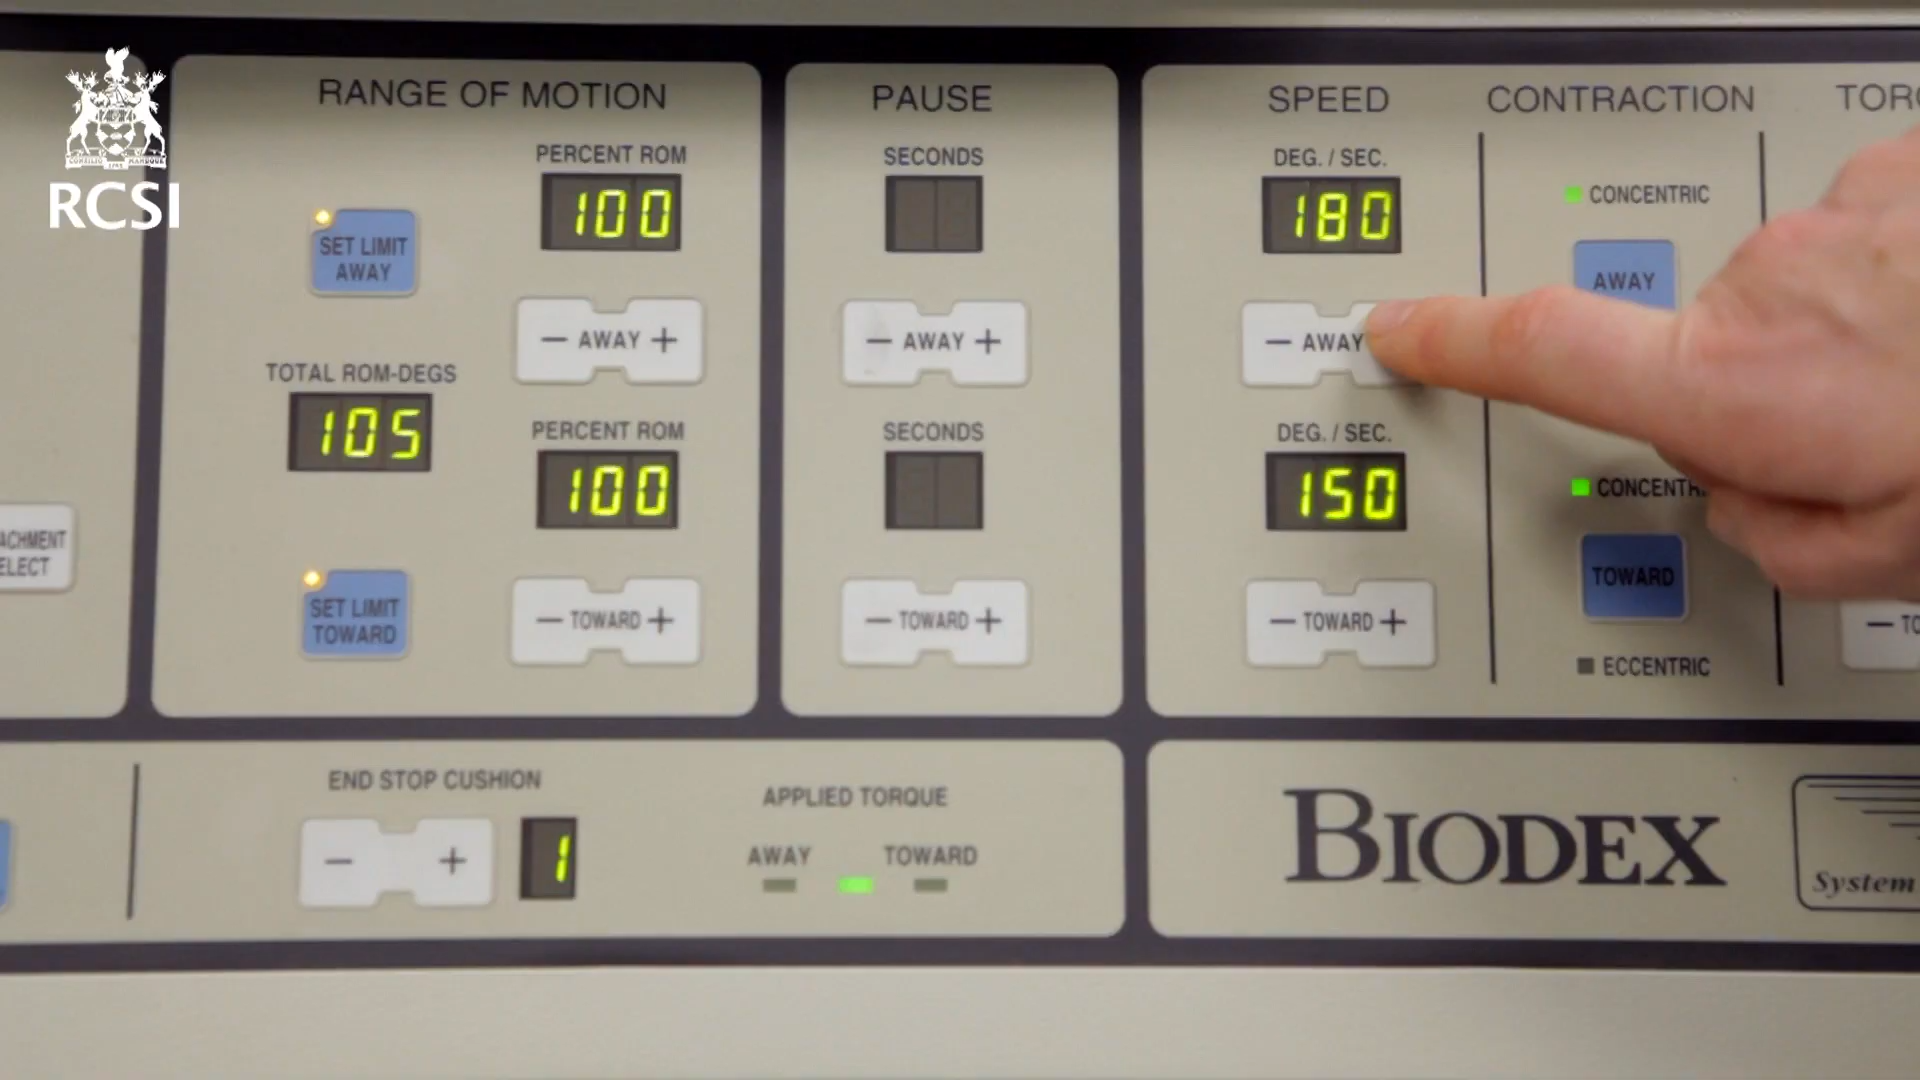 RCSI
RANGE OF MOTION
PERCENT ROM
100
SET LIMIT
AWAY
— AWAY +
TOTAL ROM-DEGS
105
PERCENT ROM
100
SET LIMIT
TOWARD
— TOWARD +
PAUSE
SECONDS
— AWAY +
SECONDS
— TOWARD +
SPEED
DEG. / SEC.
180
— AWAY
DEG. / SEC.
150
— TOWARD +
CONTRACTION
CONCENTRIC
AWAY
TOWARD
ECCENTRIC
END STOP CUSHION
— +
1
APPLIED TORQUE
AWAY TOWARD
BIODEX
System